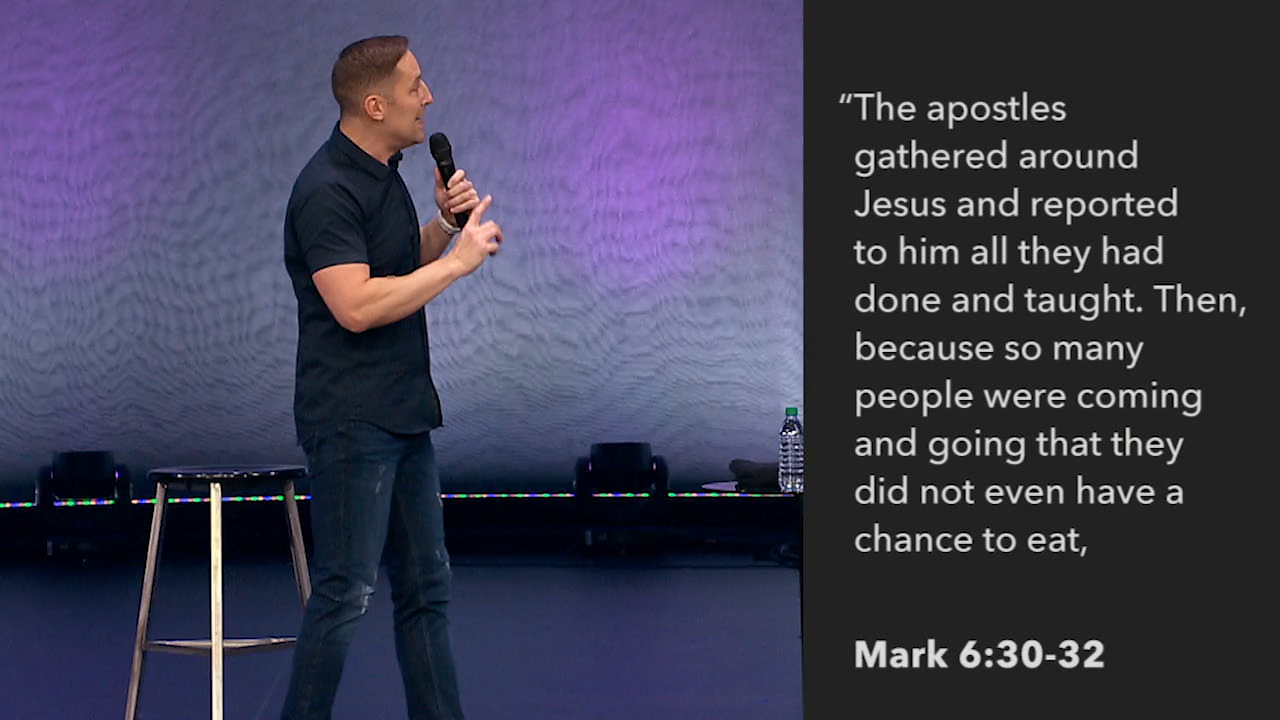 “The apostles
gathered around
Jesus and reported
to him all they had
done and taught. Then,
because so many
people were coming
and going that they
did not even have a
chance to eat,
Mark 6:30-32